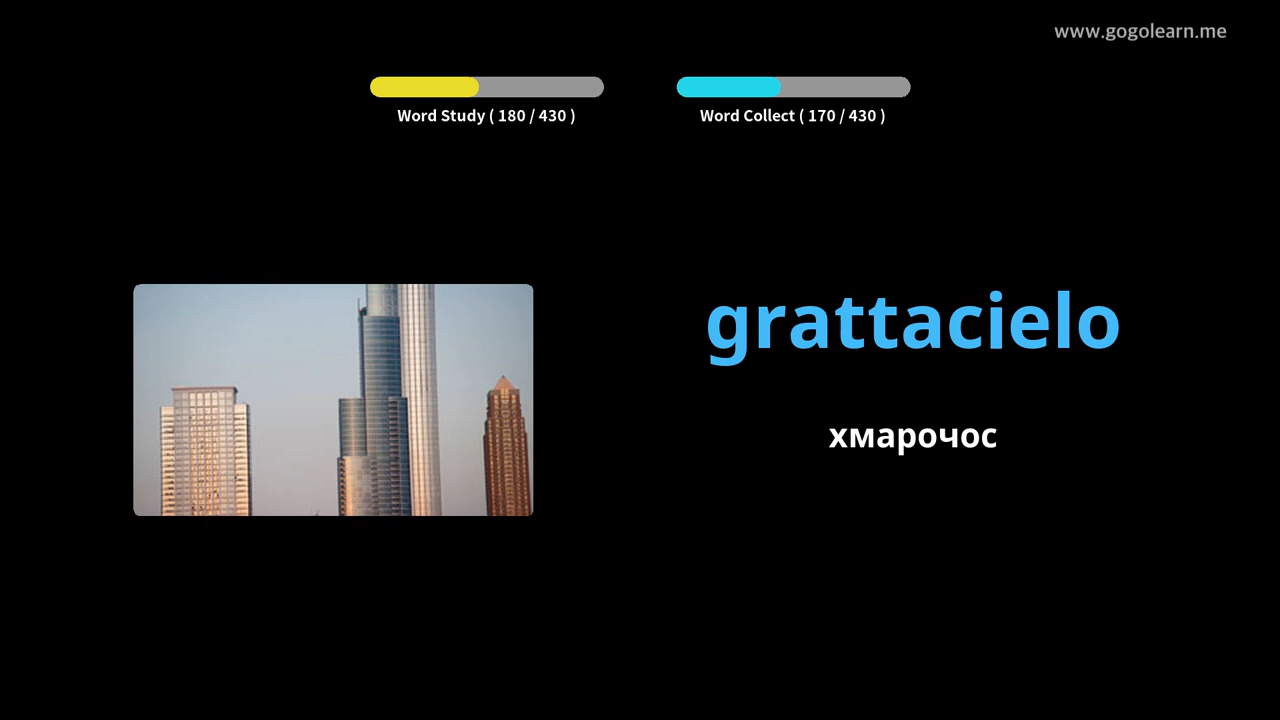 www.gogolearn.me
Word Study ( 180 / 430 )
Word Collect ( 170 / 430 )
grattacielo
хмарочос